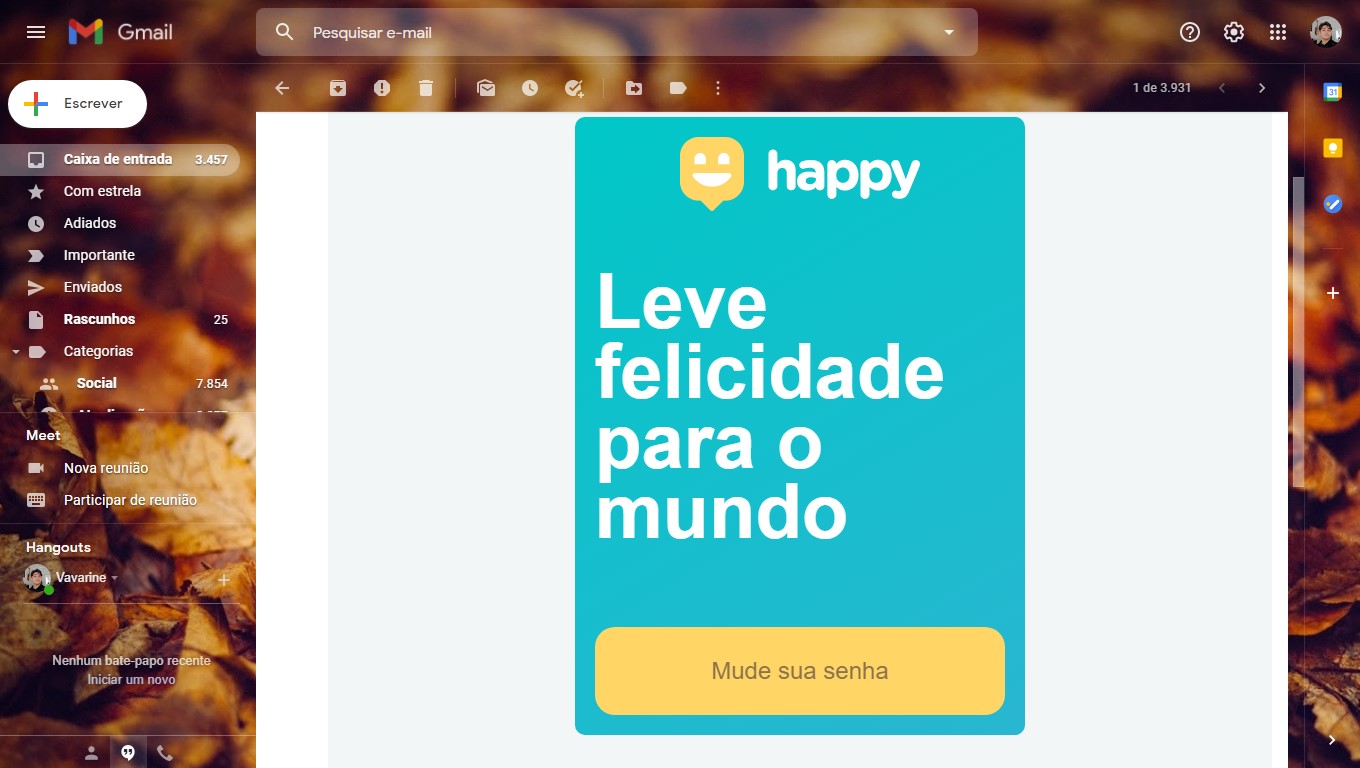 Gmail
Pesquisar e-mail
Escrever
1 de 3.931
31
Caixa de entrada 3.457
Com estrela
Adiados
Importante
Enviados
Rascunhos 25
Categorias
Social 7.854
Meet
Nova reunião
Participar de reunião
Hangouts
Vavarine
Nenhum bate-papo recente
Iniciar um novo
happy
Leve
felicidade
para o
mundo
Mude sua senha